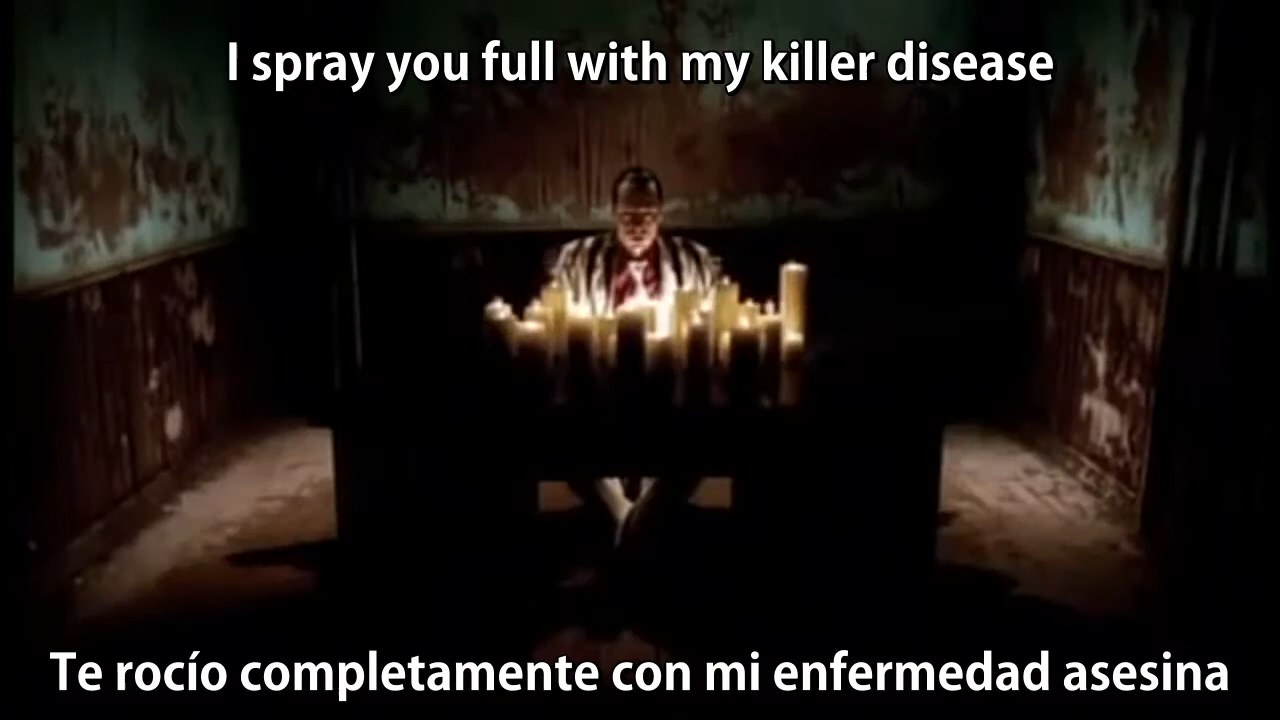 I spray you full with my killer disease
Te rocío completamente con mi enfermedad asesina